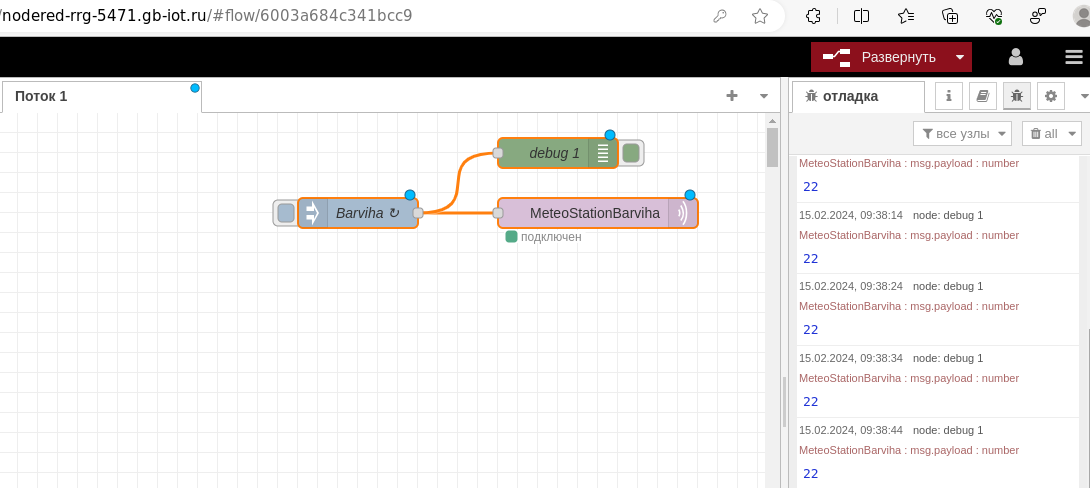 nodered-rrg-5471.gb-iot.ru/#flow/6003a684c341bcc9
Развернуть
Поток 1
отладка
все узлы
all
debug 1
Barviha ↻
MeteoStationBarviha
подключен
MeteoStationBarviha : msg.payload : number
22
15.02.2024, 09:38:14 node: debug 1
MeteoStationBarviha : msg.payload : number
22
15.02.2024, 09:38:24 node: debug 1
MeteoStationBarviha : msg.payload : number
22
15.02.2024, 09:38:34 node: debug 1
MeteoStationBarviha : msg.payload : number
22
15.02.2024, 09:38:44 node: debug 1
MeteoStationBarviha : msg.payload : number
22